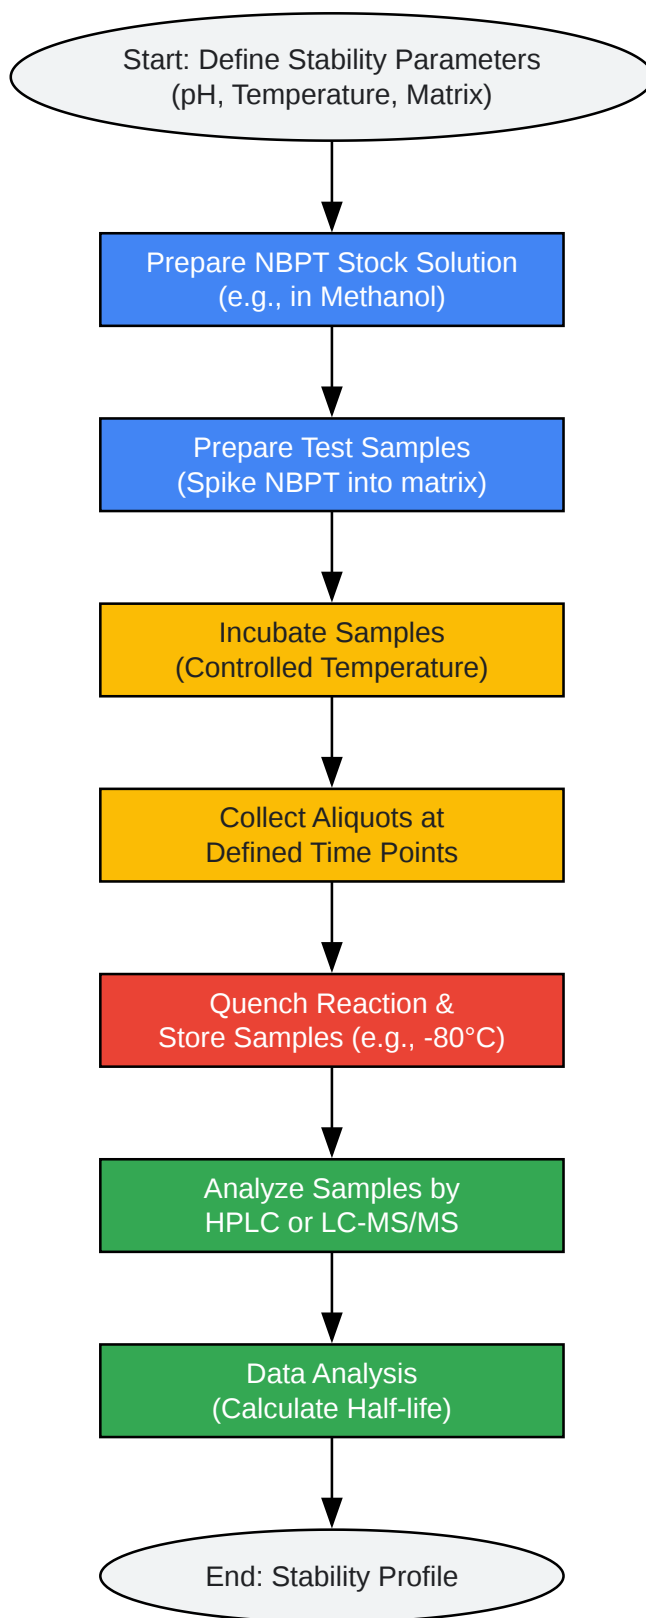 Start: Define Stability Parameters
(pH, Temperature, Matrix)
Prepare NBPT Stock Solution
(e.g., in Methanol)
Prepare Test Samples
(Spike NBPT into matrix)
Incubate Samples
(Controlled Temperature)
Collect Aliquots at
Defined Time Points
Quench Reaction &
Store Samples (e.g., -80°C)
Analyze Samples by
HPLC or LC-MS/MS
Data Analysis
(Calculate Half-life)
End: Stability Profile